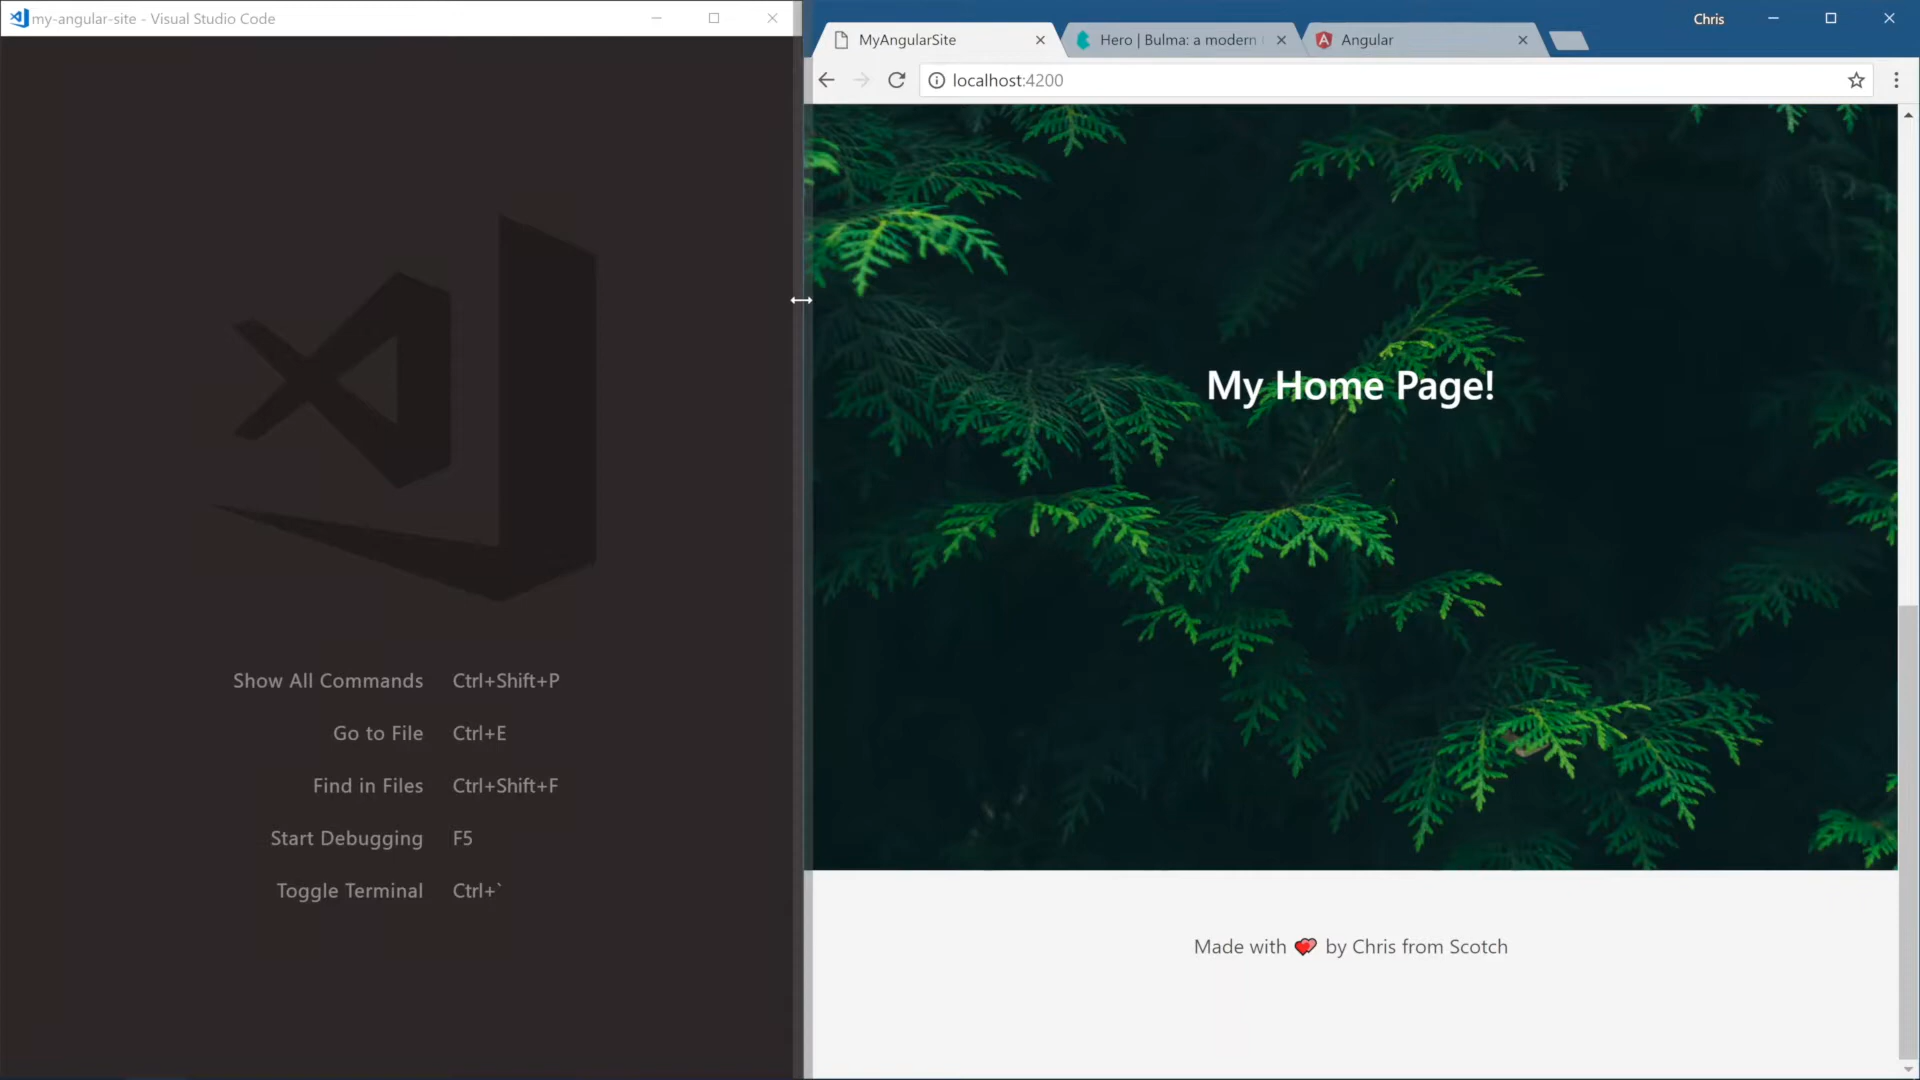 my-angular-site - Visual Studio Code
Show All Commands Ctrl+Shift+P
Go to File Ctrl+E
Find in Files Ctrl+Shift+F
Start Debugging F5
Toggle Terminal Ctrl+`
Chris
MyAngularSite
Hero | Bulma: a modern
Angular
localhost:4200
My Home Page!
Made with 💕 by Chris from Scotch